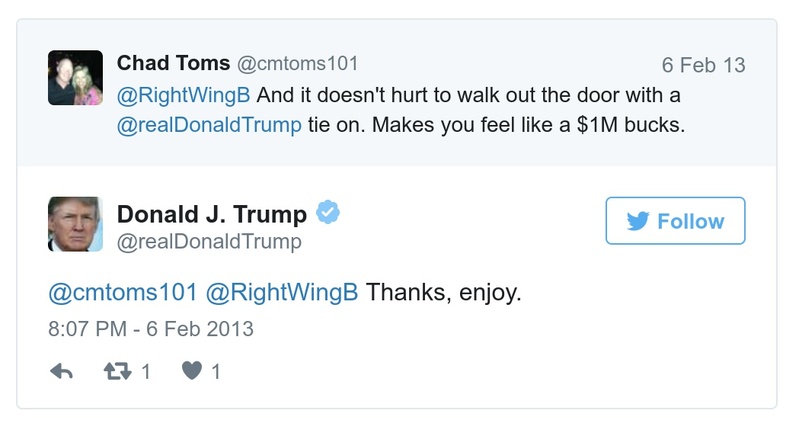 Chad Toms @cmtoms101 6 Feb 13
@RightWingB And it doesn't hurt to walk out the door with a
@realDonaldTrump tie on. Makes you feel like a $1M bucks.
Donald J. Trump
@realDonaldTrump
Follow
@cmtoms101 @RightWingB Thanks, enjoy.
8:07 PM - 6 Feb 2013
1 1